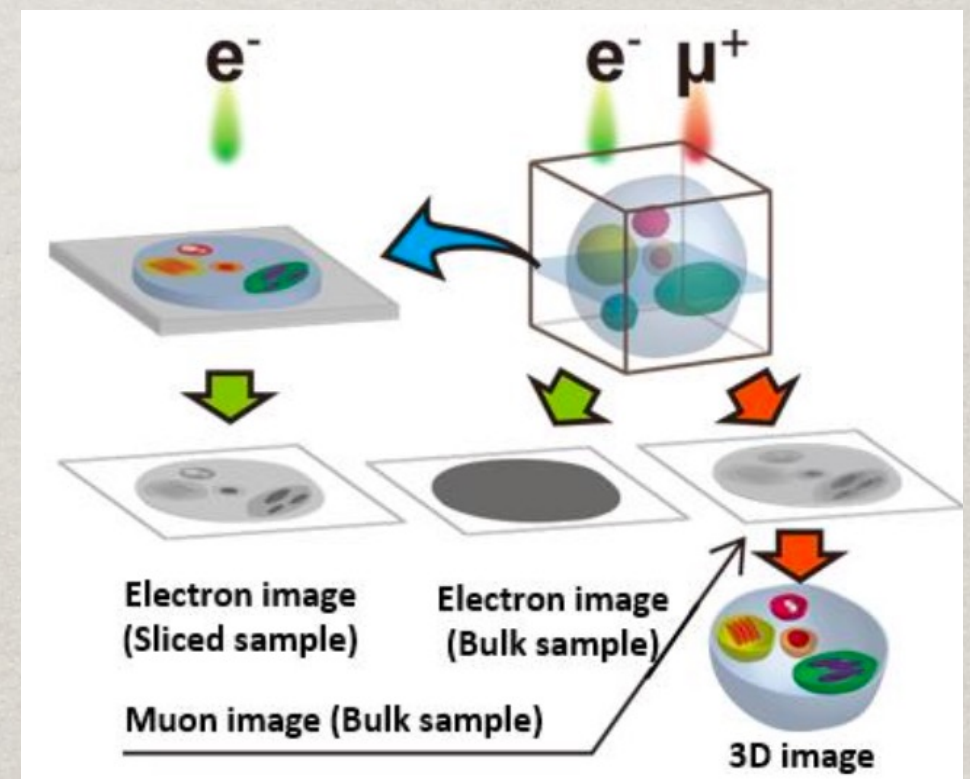 e⁻
e⁻ μ⁺
Electron image
(Sliced sample)
Electron image
(Bulk sample)
Muon image (Bulk sample)
3D image